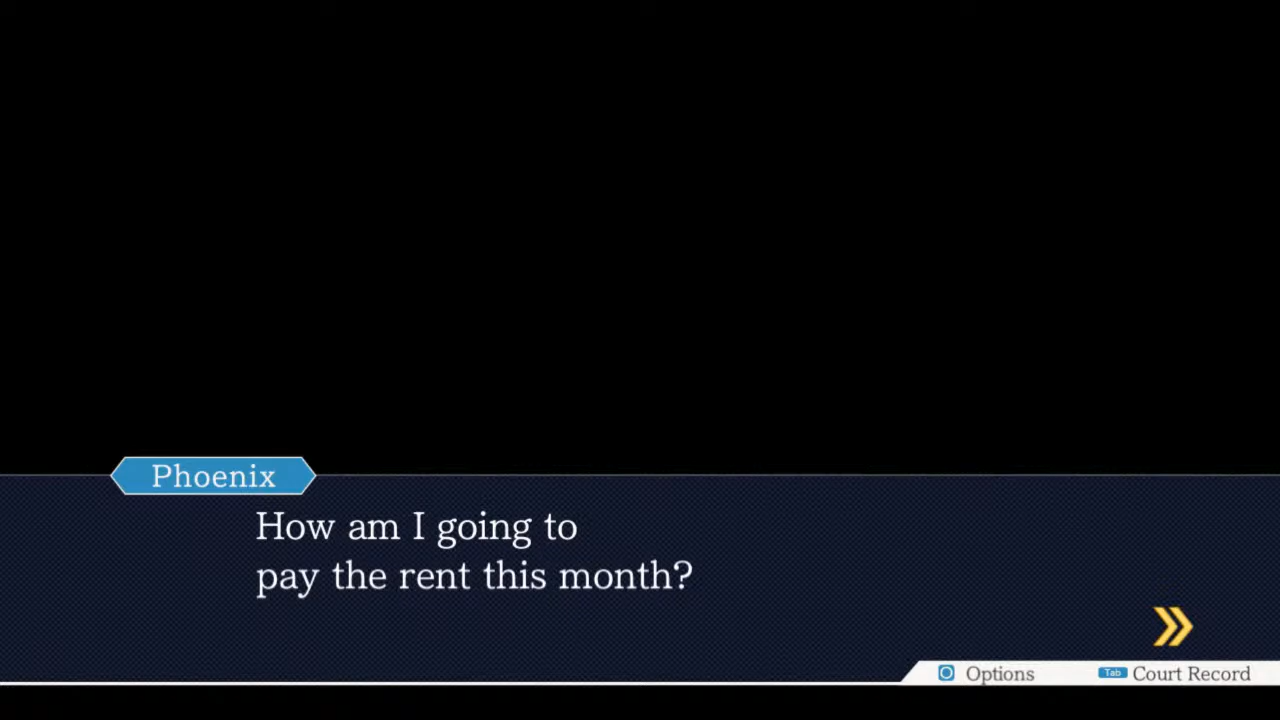 Phoenix
How am I going to
pay the rent this month?
Options
Tab Court Record